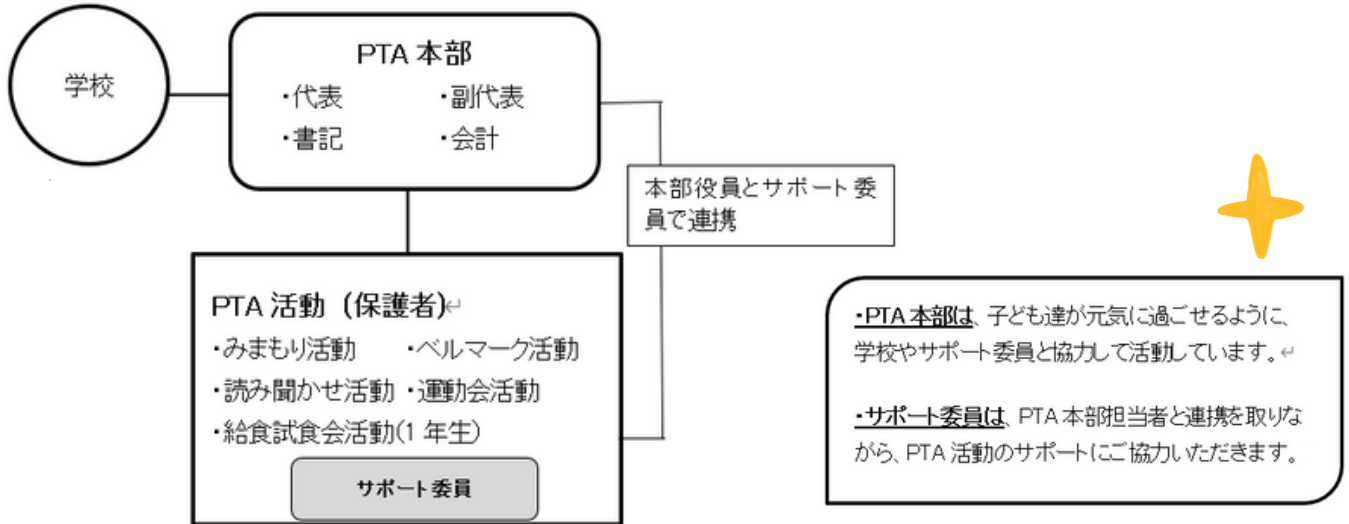 学校
PTA 本部
・代表 ・副代表
・書記 ・会計
本部役員とサポート委
員で連携
PTA 活動（保護者)↵
・みまもり活動 ・ベルマーク活動
・読み聞かせ活動 ・運動会活動
・給食試食会活動(1 年生)
サポート委員
・PTA 本部は、子ども達が元気に過ごせるように、
学校やサポート委員と協力して活動しています。↵
・サポート委員は、PTA 本部担当者と連携を取りな
がら、PTA 活動のサポートにご協力いただきます。